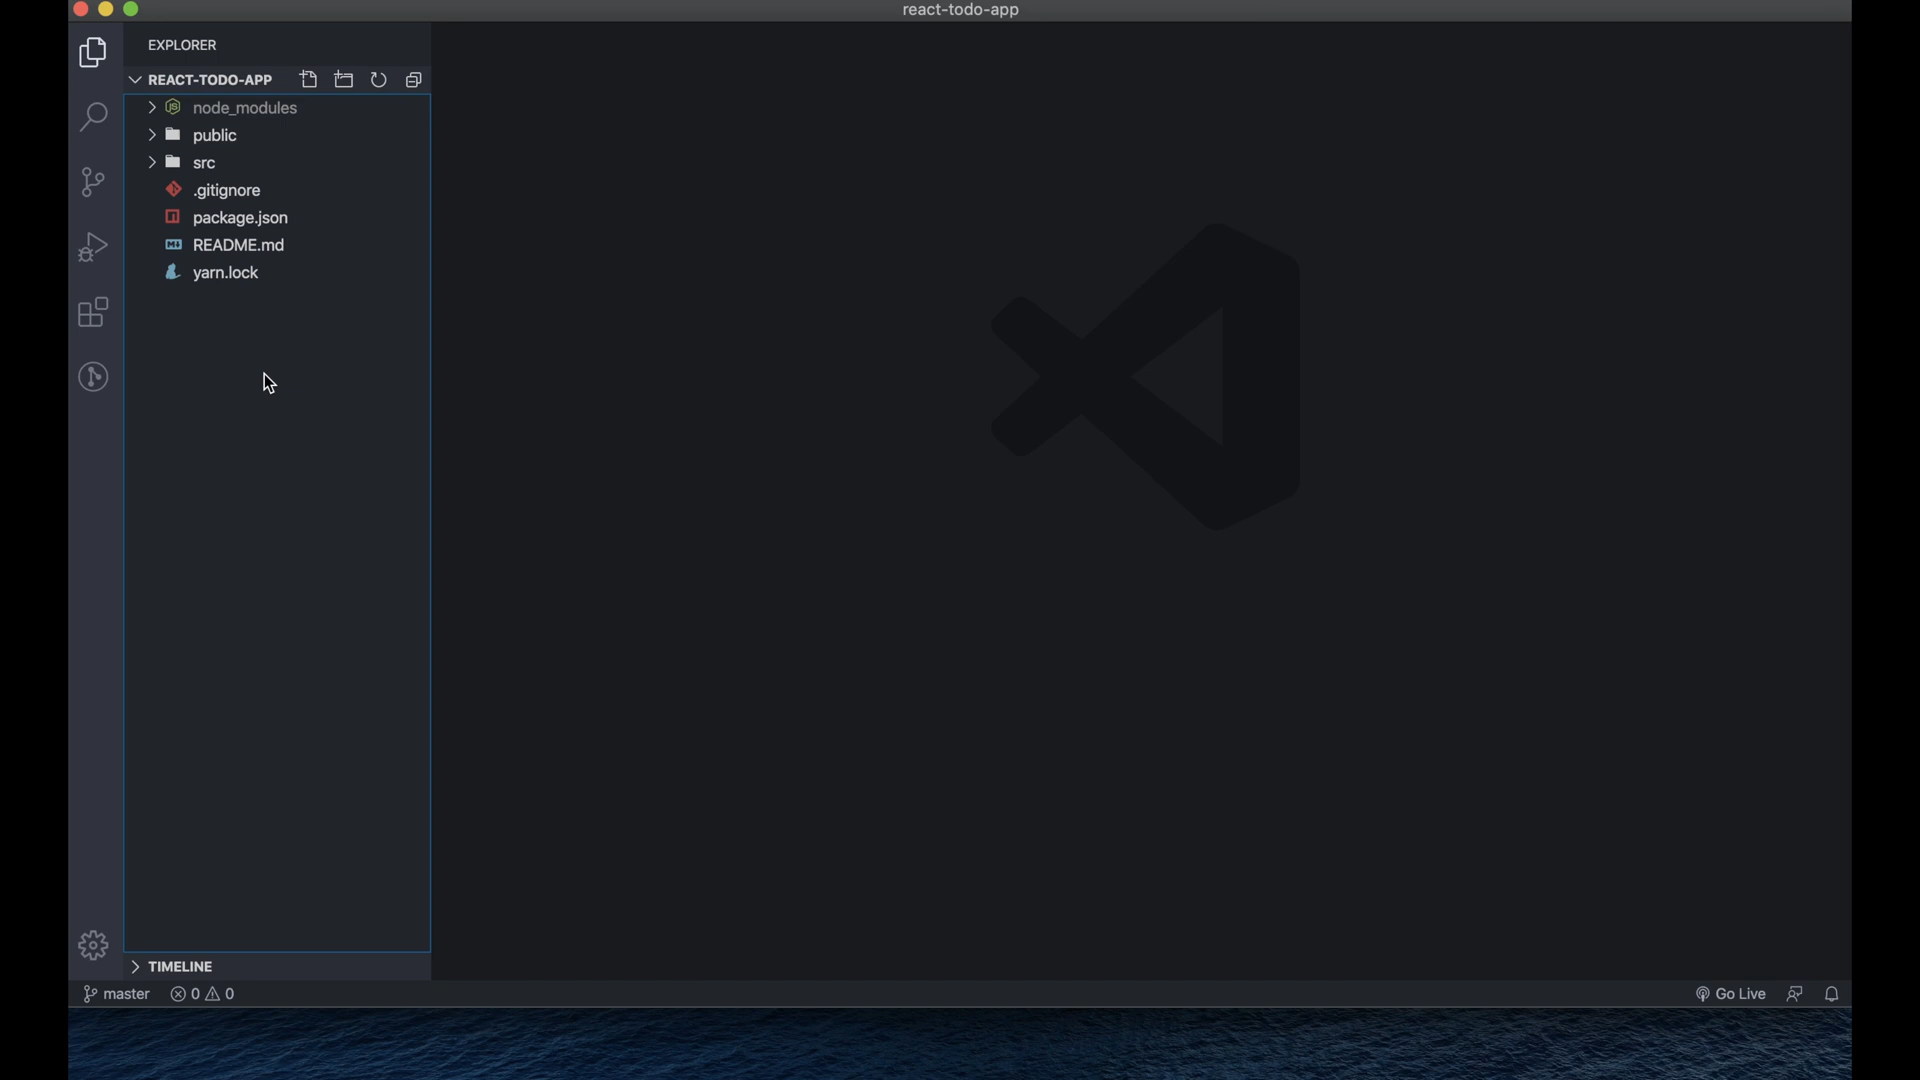 react-todo-app
EXPLORER
REACT-TODO-APP
node_modules
public
src
.gitignore
package.json
README.md
yarn.lock
TIMELINE
master 0 0 Go Live